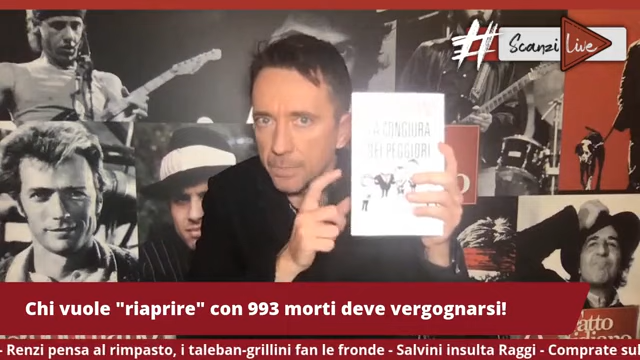 # Scanzi Live
LA CONGIURA
DEI PEGGIORI
Chi vuole "riaprire" con 993 morti deve vergognarsi!
- Renzi pensa al rimpasto, i taleban-grillini fan le fronde - Salvini insulta Raggi - Comprate sul